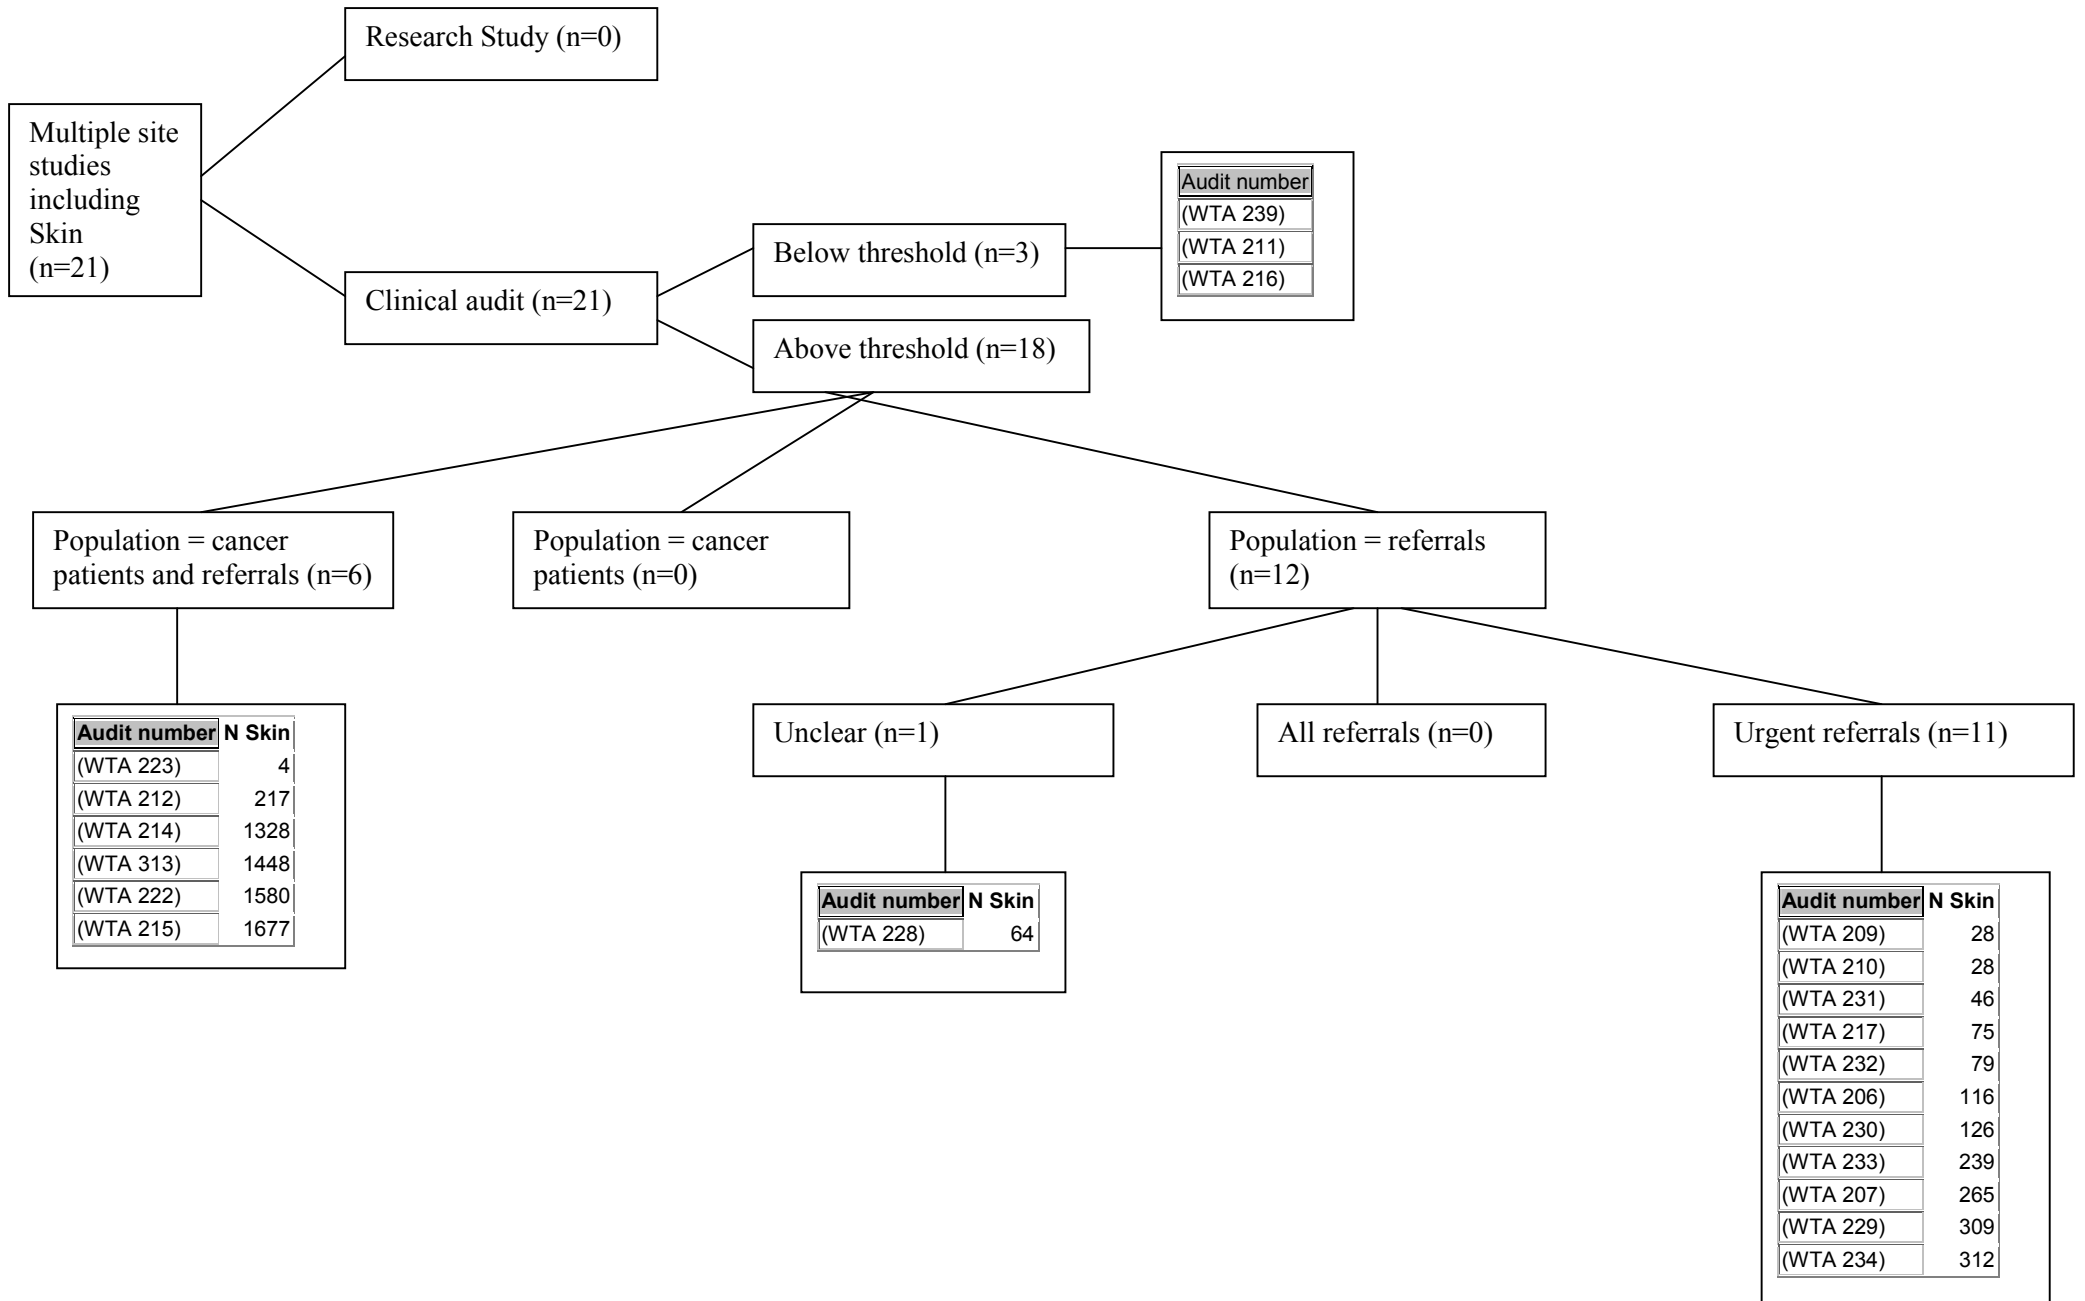 Research Study (n=0)
Multiple site
studies
including
Skin
(n=21)
Clinical audit (n=21)
Below threshold (n=3)
Audit number
(WTA 239)
(WTA 211)
(WTA 216)
Above threshold (n=18)
Population = cancer
patients and referrals (n=6)
Population = cancer
patients (n=0)
Population = referrals
(n=12)
Audit number N Skin
(WTA 223) 4
(WTA 212) 217
(WTA 214) 1328
(WTA 313) 1448
(WTA 222) 1580
(WTA 215) 1677
Unclear (n=1)
All referrals (n=0)
Urgent referrals (n=11)
Audit number N Skin
(WTA 228) 64
Audit number N Skin
(WTA 209) 28
(WTA 210) 28
(WTA 231) 46
(WTA 217) 75
(WTA 232) 79
(WTA 206) 116
(WTA 230) 126
(WTA 233) 239
(WTA 207) 265
(WTA 229) 309
(WTA 234) 312